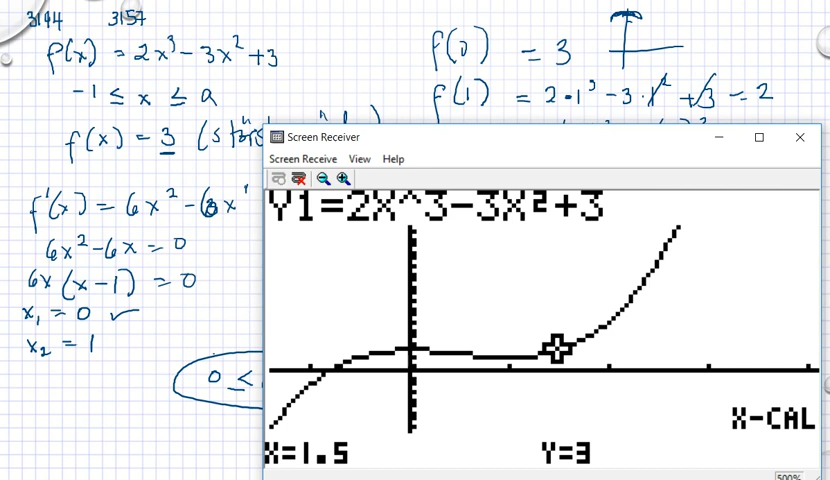 3144 3157
f(x) = 2x³ - 3x² + 3
-1 ≤ x ≤ a
f(x) = 3
f'(x) = 6x² - 6x¹
6x² - 6x = 0
6x(x - 1) = 0
x₁ = 0 ✓
x₂ = 1
0 ≤
f(0) = 3
f(1) = 2·1³ - 3·1² + 3 = 2
Screen Receiver
Screen Receive View Help
Y1=2X^3-3X²+3
X-CAL
X=1.5 Y=3
500%